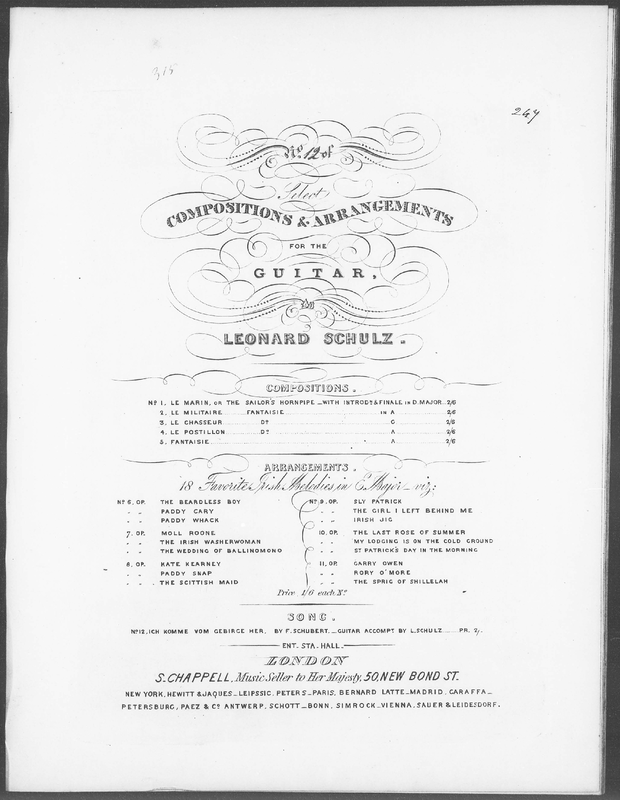 315
267
No. 12 of
Select
COMPOSITIONS & ARRANGEMENTS
FOR THE
GUITAR,
By
LEONARD SCHULZ.
COMPOSITIONS.
No 1. LE MARIN, OR THE SAILOR'S HORNPIPE _ WITH INTRODn & FINALE IN D. MAJOR 2/6
2. LE MILITAIRE FANTAISIE IN A 2/6
3. LE CHASSEUR Do C 2/6
4. LE POSTILLON Do A 2/6
5. FANTAISIE " A 2/6
ARRANGEMENTS.
18 Favorite Irish Melodies, in E Major _ viz:
No 6. OP. THE BEARDLESS BOY
" " PADDY CARY
" " PADDY WHACK
7. OP. MOLL ROONE
" " THE IRISH WASHERWOMAN
" " THE WEDDING OF BALLINOMONO
8. OP. KATE KEARNEY
" " PADDY SNAP
" " THE SCITTISH MAID
No 9. OP. SLY PATRICK
" " THE GIRL I LEFT BEHIND ME
" " IRISH JIG
10. OP. THE LAST ROSE OF SUMMER
" " MY LODGING IS ON THE COLD GROUND
" " ST PATRICK'S DAY IN THE MORNING
11. OP. GARRY OWEN
" " RORY O'MORE
" " THE SPRIG OF SHILLELAH
Price 1/6 each No
SONG.
No 12, ICH KOMME VOM GEBIRGE HER, BY F. SCHUBERT. _ GUITAR ACCOMPT BY L. SCHULZ PR. 2/.
ENT. STA. HALL.
LONDON
S. CHAPPELL, Music Seller to Her Majesty, 50, NEW BOND ST.
NEW YORK, HEWITT & JAQUES _ LEIPSSIC, PETERS _ PARIS, BERNARD LATTE _ MADRID, CARAFFA _
PETERSBURG, PAEZ & Co ANTWERP, SCHOTT _ BONN, SIMROCK _ VIENNA, SAUER & LEIDESDORF.